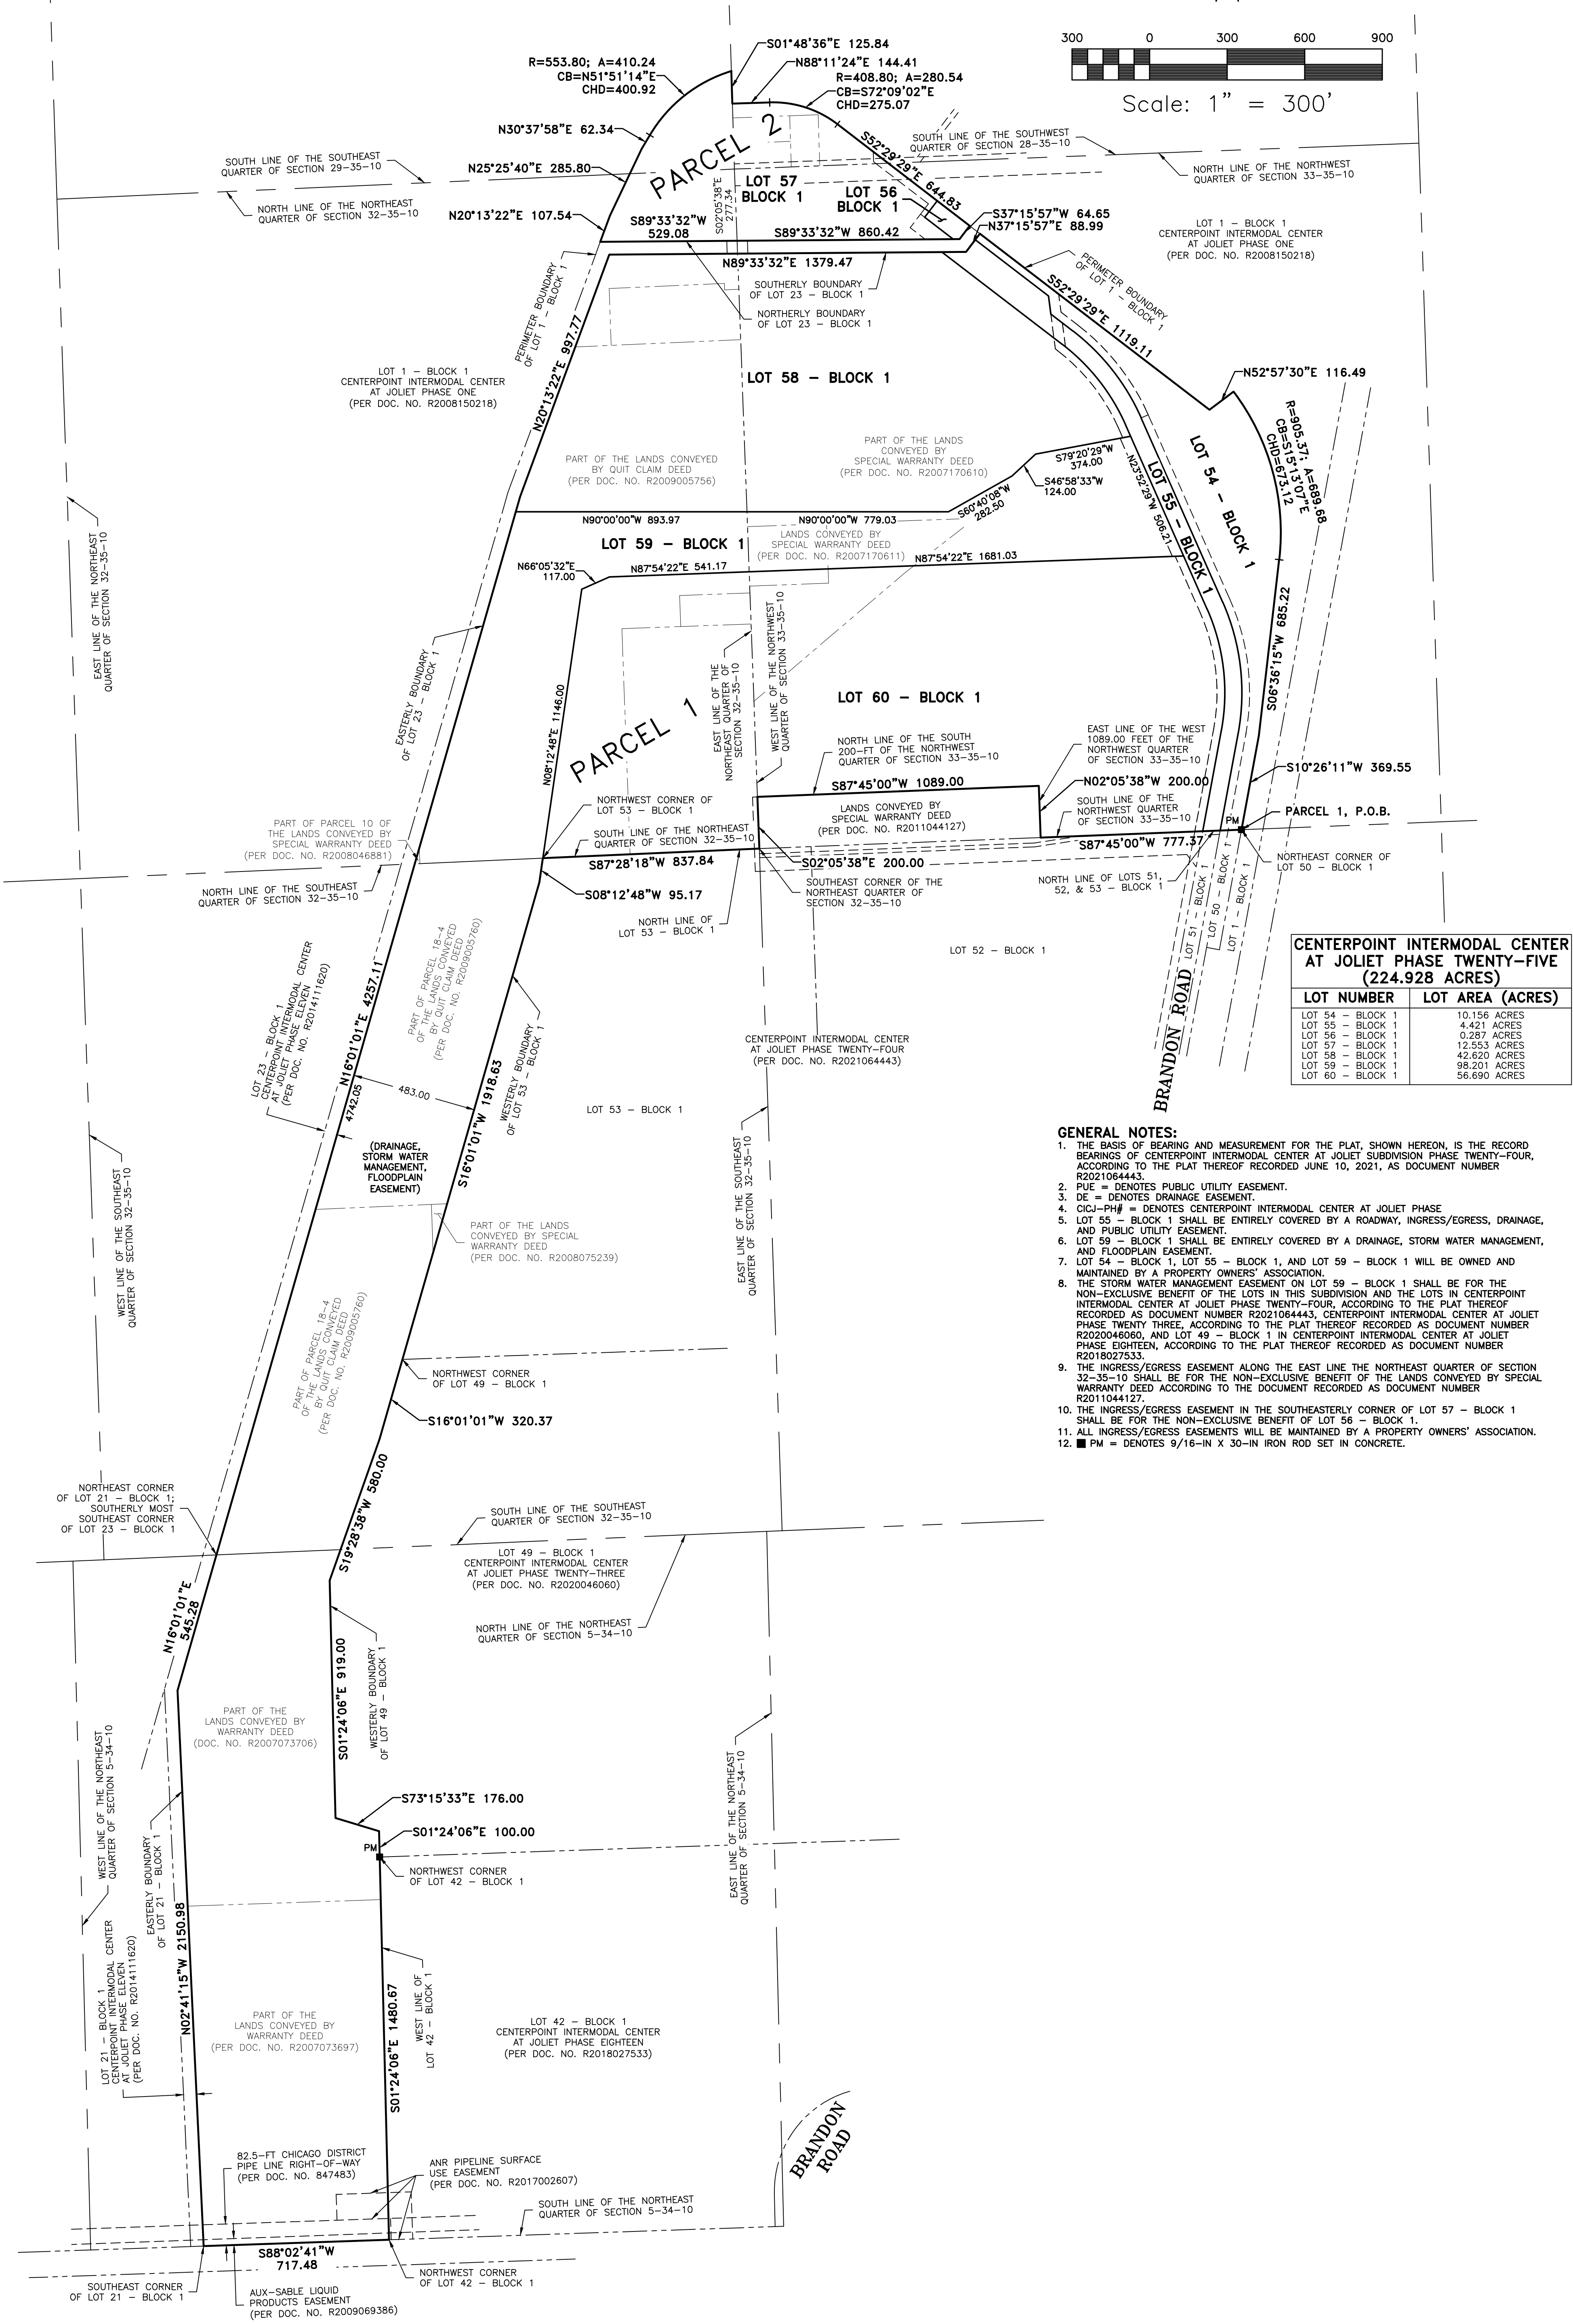 300 0 300 600 900
Scale: 1" = 300'
S01°48'36"E 125.84
N88°11'24"E 144.41
R=553.80; A=410.24
CB=N51°51'14"E
CHD=400.92
R=408.80; A=280.54
CB=S72°09'02"E
CHD=275.07
N30°37'58"E 62.34
N25°25'40"E 285.80
N20°13'22"E 107.54
SOUTH LINE OF THE SOUTHEAST
QUARTER OF SECTION 29-35-10
NORTH LINE OF THE NORTHEAST
QUARTER OF SECTION 32-35-10
SOUTH LINE OF THE SOUTHWEST
QUARTER OF SECTION 28-35-10
NORTH LINE OF THE NORTHWEST
QUARTER OF SECTION 33-35-10
PARCEL 2
LOT 57
BLOCK 1
LOT 56
BLOCK 1
S52°29'29"E 644.83
S02°05'38"E
277.34
S89°33'32"W
529.08
S89°33'32"W 860.42
S37°15'57"W 64.65
N37°15'57"E 88.99
N89°33'32"E 1379.47
SOUTHERLY BOUNDARY
OF LOT 23 - BLOCK 1
NORTHERLY BOUNDARY
OF LOT 23 - BLOCK 1
LOT 1 - BLOCK 1
CENTERPOINT INTERMODAL CENTER
AT JOLIET PHASE ONE
(PER DOC. NO. R2008150218)
PERIMETER BOUNDARY
OF LOT 1 - BLOCK 1
S52°29'29"E 1119.11
PERIMETER BOUNDARY
OF LOT 1 - BLOCK 1
N20°13'22"E 997.77
LOT 1 - BLOCK 1
CENTERPOINT INTERMODAL CENTER
AT JOLIET PHASE ONE
(PER DOC. NO. R2008150218)
LOT 58 - BLOCK 1
N52°57'30"E 116.49
R=905.37; A=689.68
CB=S15°13'07"E
CHD=673.12
LOT 54 - BLOCK 1
LOT 55 - BLOCK 1
N23°52'29"W 506.21
PART OF THE LANDS CONVEYED
BY QUIT CLAIM DEED
(PER DOC. NO. R2009005756)
PART OF THE LANDS
CONVEYED BY
SPECIAL WARRANTY DEED
(PER DOC. NO. R2007170610)
S79°20'29"W
374.00
S46°58'33"W
124.00
S60°40'08"W
282.50
N90°00'00"W 893.97
N90°00'00"W 779.03
LOT 59 - BLOCK 1
LANDS CONVEYED BY
SPECIAL WARRANTY DEED
(PER DOC. NO. R2007170611)
N66°05'32"E
117.00
N87°54'22"E 541.17
N87°54'22"E 1681.03
EAST LINE OF THE NORTHEAST
QUARTER OF SECTION 32-35-10
EASTERLY BOUNDARY
OF LOT 23 - BLOCK 1
N08°12'48"E 1146.00
PARCEL 1
EAST LINE OF THE
NORTHEAST QUARTER OF
SECTION 32-35-10
WEST LINE OF THE NORTHWEST
QUARTER OF SECTION 33-35-10
LOT 60 - BLOCK 1
S06°36'15"W 685.22
NORTH LINE OF THE SOUTH
200-FT OF THE NORTHWEST
QUARTER OF SECTION 33-35-10
EAST LINE OF THE WEST
1089.00 FEET OF THE
NORTHWEST QUARTER
OF SECTION 33-35-10
S10°26'11"W 369.55
S87°45'00"W 1089.00
N02°05'38"W 200.00
LANDS CONVEYED BY
SPECIAL WARRANTY DEED
(PER DOC. NO. R2011044127)
SOUTH LINE OF THE
NORTHWEST QUARTER
OF SECTION 33-35-10
PM
PARCEL 1, P.O.B.
NORTHWEST CORNER OF
LOT 53 - BLOCK 1
SOUTH LINE OF THE NORTHEAST
QUARTER OF SECTION 32-35-10
S87°28'18"W 837.84
S02°05'38"E 200.00
S87°45'00"W 777.37
NORTHEAST CORNER OF
LOT 50 - BLOCK 1
PART OF PARCEL 10 OF
THE LANDS CONVEYED BY
SPECIAL WARRANTY DEED
(PER DOC. NO. R2008046881)
NORTH LINE OF THE SOUTHEAST
QUARTER OF SECTION 32-35-10
S08°12'48"W 95.17
SOUTHEAST CORNER OF THE
NORTHEAST QUARTER OF
SECTION 32-35-10
NORTH LINE OF LOTS 51,
52, & 53 - BLOCK 1
NORTH LINE OF
LOT 53 - BLOCK 1
LOT 52 - BLOCK 1
LOT 51 - BLOCK 1
LOT 50 - BLOCK 1
LOT 1 - BLOCK 1
BRANDON ROAD
CENTERPOINT INTERMODAL CENTER
AT JOLIET PHASE TWENTY-FIVE
(224.928 ACRES)
LOT NUMBER LOT AREA (ACRES)
LOT 54 - BLOCK 1 10.156 ACRES
LOT 55 - BLOCK 1 4.421 ACRES
LOT 56 - BLOCK 1 0.287 ACRES
LOT 57 - BLOCK 1 12.553 ACRES
LOT 58 - BLOCK 1 42.620 ACRES
LOT 59 - BLOCK 1 98.201 ACRES
LOT 60 - BLOCK 1 56.690 ACRES
PART OF PARCEL 18-4
OF THE LANDS CONVEYED
BY QUIT CLAIM DEED
(PER DOC. NO. R2009005760)
LOT 23 - BLOCK 1
CENTERPOINT INTERMODAL CENTER
AT JOLIET PHASE ELEVEN
(PER DOC. NO. R2014111620)
N16°01'01"E 4257.11
4742.05
483.00
S16°01'01"W 1918.63
WESTERLY BOUNDARY
OF LOT 53 - BLOCK 1
CENTERPOINT INTERMODAL CENTER
AT JOLIET PHASE TWENTY-FOUR
(PER DOC. NO. R2021064443)
LOT 53 - BLOCK 1
(DRAINAGE,
STORM WATER
MANAGEMENT,
FLOODPLAIN
EASEMENT)
WEST LINE OF THE SOUTHEAST
QUARTER OF SECTION 32-35-10
EAST LINE OF THE SOUTHEAST
QUARTER OF SECTION 32-35-10
PART OF THE LANDS
CONVEYED BY SPECIAL
WARRANTY DEED
(PER DOC. NO. R2008075239)
PART OF PARCEL 18-4
OF THE LANDS CONVEYED
BY QUIT CLAIM DEED
(PER DOC. NO. R2009005760)
NORTHWEST CORNER
OF LOT 49 - BLOCK 1
S16°01'01"W 320.37
GENERAL NOTES:
1. THE BASIS OF BEARING AND MEASUREMENT FOR THE PLAT, SHOWN HEREON, IS THE RECORD
BEARINGS OF CENTERPOINT INTERMODAL CENTER AT JOLIET SUBDIVISION PHASE TWENTY-FOUR,
ACCORDING TO THE PLAT THEREOF RECORDED JUNE 10, 2021, AS DOCUMENT NUMBER
R2021064443.
2. PUE = DENOTES PUBLIC UTILITY EASEMENT.
3. DE = DENOTES DRAINAGE EASEMENT.
4. CICJ-PH# = DENOTES CENTERPOINT INTERMODAL CENTER AT JOLIET PHASE
5. LOT 55 - BLOCK 1 SHALL BE ENTIRELY COVERED BY A ROADWAY, INGRESS/EGRESS, DRAINAGE,
AND PUBLIC UTILITY EASEMENT.
6. LOT 59 - BLOCK 1 SHALL BE ENTIRELY COVERED BY A DRAINAGE, STORM WATER MANAGEMENT,
AND FLOODPLAIN EASEMENT.
7. LOT 54 - BLOCK 1, LOT 55 - BLOCK 1, AND LOT 59 - BLOCK 1 WILL BE OWNED AND
MAINTAINED BY A PROPERTY OWNERS' ASSOCIATION.
8. THE STORM WATER MANAGEMENT EASEMENT ON LOT 59 - BLOCK 1 SHALL BE FOR THE
NON-EXCLUSIVE BENEFIT OF THE LOTS IN THIS SUBDIVISION AND THE LOTS IN CENTERPOINT
INTERMODAL CENTER AT JOLIET PHASE TWENTY-FOUR, ACCORDING TO THE PLAT THEREOF
RECORDED AS DOCUMENT NUMBER R2021064443, CENTERPOINT INTERMODAL CENTER AT JOLIET
PHASE TWENTY THREE, ACCORDING TO THE PLAT THEREOF RECORDED AS DOCUMENT NUMBER
R2020046060, AND LOT 49 - BLOCK 1 IN CENTERPOINT INTERMODAL CENTER AT JOLIET
PHASE EIGHTEEN, ACCORDING TO THE PLAT THEREOF RECORDED AS DOCUMENT NUMBER
R2018027533.
9. THE INGRESS/EGRESS EASEMENT ALONG THE EAST LINE THE NORTHEAST QUARTER OF SECTION
32-35-10 SHALL BE FOR THE NON-EXCLUSIVE BENEFIT OF THE LANDS CONVEYED BY SPECIAL
WARRANTY DEED ACCORDING TO THE DOCUMENT RECORDED AS DOCUMENT NUMBER
R2011044127.
10. THE INGRESS/EGRESS EASEMENT IN THE SOUTHEASTERLY CORNER OF LOT 57 - BLOCK 1
SHALL BE FOR THE NON-EXCLUSIVE BENEFIT OF LOT 56 - BLOCK 1.
11. ALL INGRESS/EGRESS EASEMENTS WILL BE MAINTAINED BY A PROPERTY OWNERS' ASSOCIATION.
12. ■ PM = DENOTES 9/16-IN X 30-IN IRON ROD SET IN CONCRETE.
NORTHEAST CORNER
OF LOT 21 - BLOCK 1;
SOUTHERLY MOST
SOUTHEAST CORNER
OF LOT 23 - BLOCK 1
S19°28'38"W 580.00
SOUTH LINE OF THE SOUTHEAST
QUARTER OF SECTION 32-35-10
LOT 49 - BLOCK 1
CENTERPOINT INTERMODAL CENTER
AT JOLIET PHASE TWENTY-THREE
(PER DOC. NO. R2020046060)
N16°01'01"E
545.28
NORTH LINE OF THE NORTHEAST
QUARTER OF SECTION 5-34-10
S01°24'06"E 919.00
WESTERLY BOUNDARY
OF LOT 49 - BLOCK 1
PART OF THE
LANDS CONVEYED BY
WARRANTY DEED
(DOC. NO. R2007073706)
WEST LINE OF THE NORTHEAST
QUARTER OF SECTION 5-34-10
EAST LINE OF THE NORTHEAST
QUARTER OF SECTION 5-34-10
S73°15'33"E 176.00
S01°24'06"E 100.00
PM
NORTHWEST CORNER
OF LOT 42 - BLOCK 1
EASTERLY BOUNDARY
OF LOT 21 - BLOCK 1
N02°41'15"W 2150.98
LOT 21 - BLOCK 1
CENTERPOINT INTERMODAL CENTER
AT JOLIET PHASE ELEVEN
(PER DOC. NO. R2014111620)
PART OF THE
LANDS CONVEYED BY
WARRANTY DEED
(PER DOC. NO. R2007073697)
S01°24'06"E 1480.67
WEST LINE OF
LOT 42 - BLOCK 1
LOT 42 - BLOCK 1
CENTERPOINT INTERMODAL CENTER
AT JOLIET PHASE EIGHTEEN
(PER DOC. NO. R2018027533)
BRANDON
ROAD
82.5-FT CHICAGO DISTRICT
PIPE LINE RIGHT-OF-WAY
(PER DOC. NO. 847483)
ANR PIPELINE SURFACE
USE EASEMENT
(PER DOC. NO. R2017002607)
SOUTH LINE OF THE NORTHEAST
QUARTER OF SECTION 5-34-10
S88°02'41"W
717.48
SOUTHEAST CORNER
OF LOT 21 - BLOCK 1
AUX-SABLE LIQUID
PRODUCTS EASEMENT
(PER DOC. NO. R2009069386)
NORTHWEST CORNER
OF LOT 42 - BLOCK 1